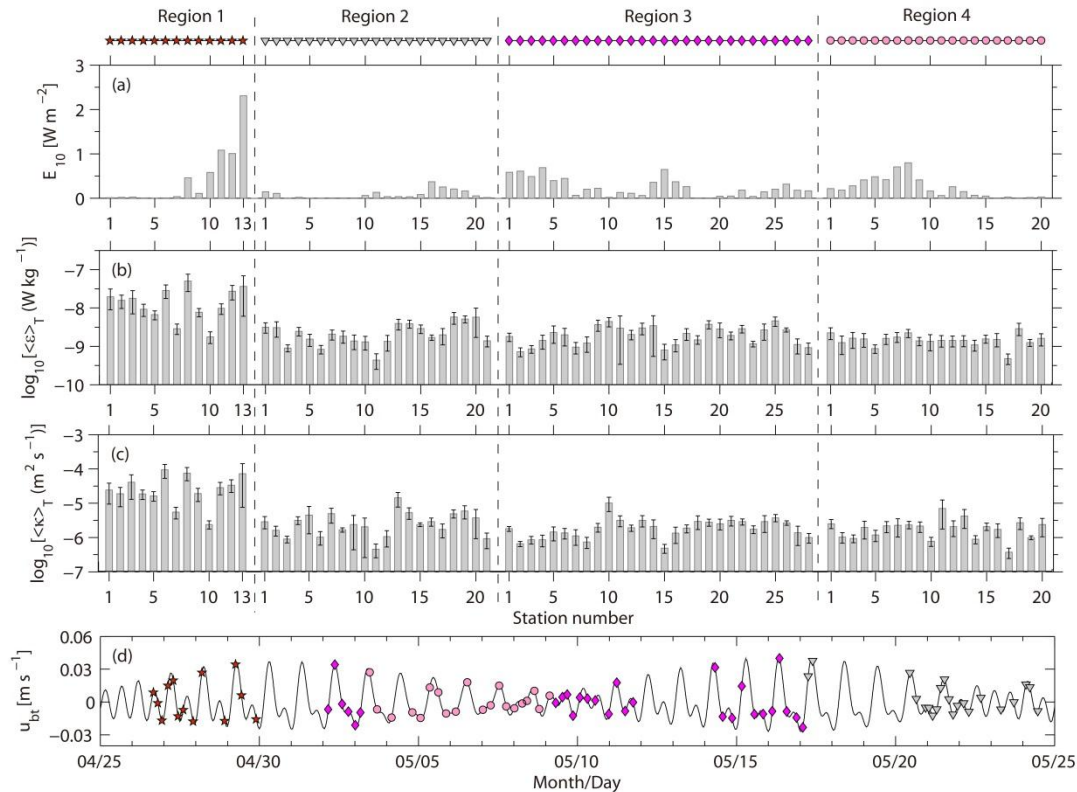 Region 1 Region 2 Region 3 Region 4
(a)
E10 [W m−2]
3
2
1
0
1 5 10 13 1 5 10 15 20 1 5 10 15 20 25 1 5 10 15 20
(b)
log10[<ε>T (W kg−1)]
−7
−8
−9
−10
1 5 10 13 1 5 10 15 20 1 5 10 15 20 25 1 5 10 15 20
(c)
log10[<κ>T (m2 s−1)]
−3
−4
−5
−6
−7
1 5 10 13 1 5 10 15 20 1 5 10 15 20 25 1 5 10 15 20
Station number
(d)
ubt [m s−1]
0.06
0.03
0
−0.03
04/25 04/30 05/05 05/10 05/15 05/20 05/25
Month/Day